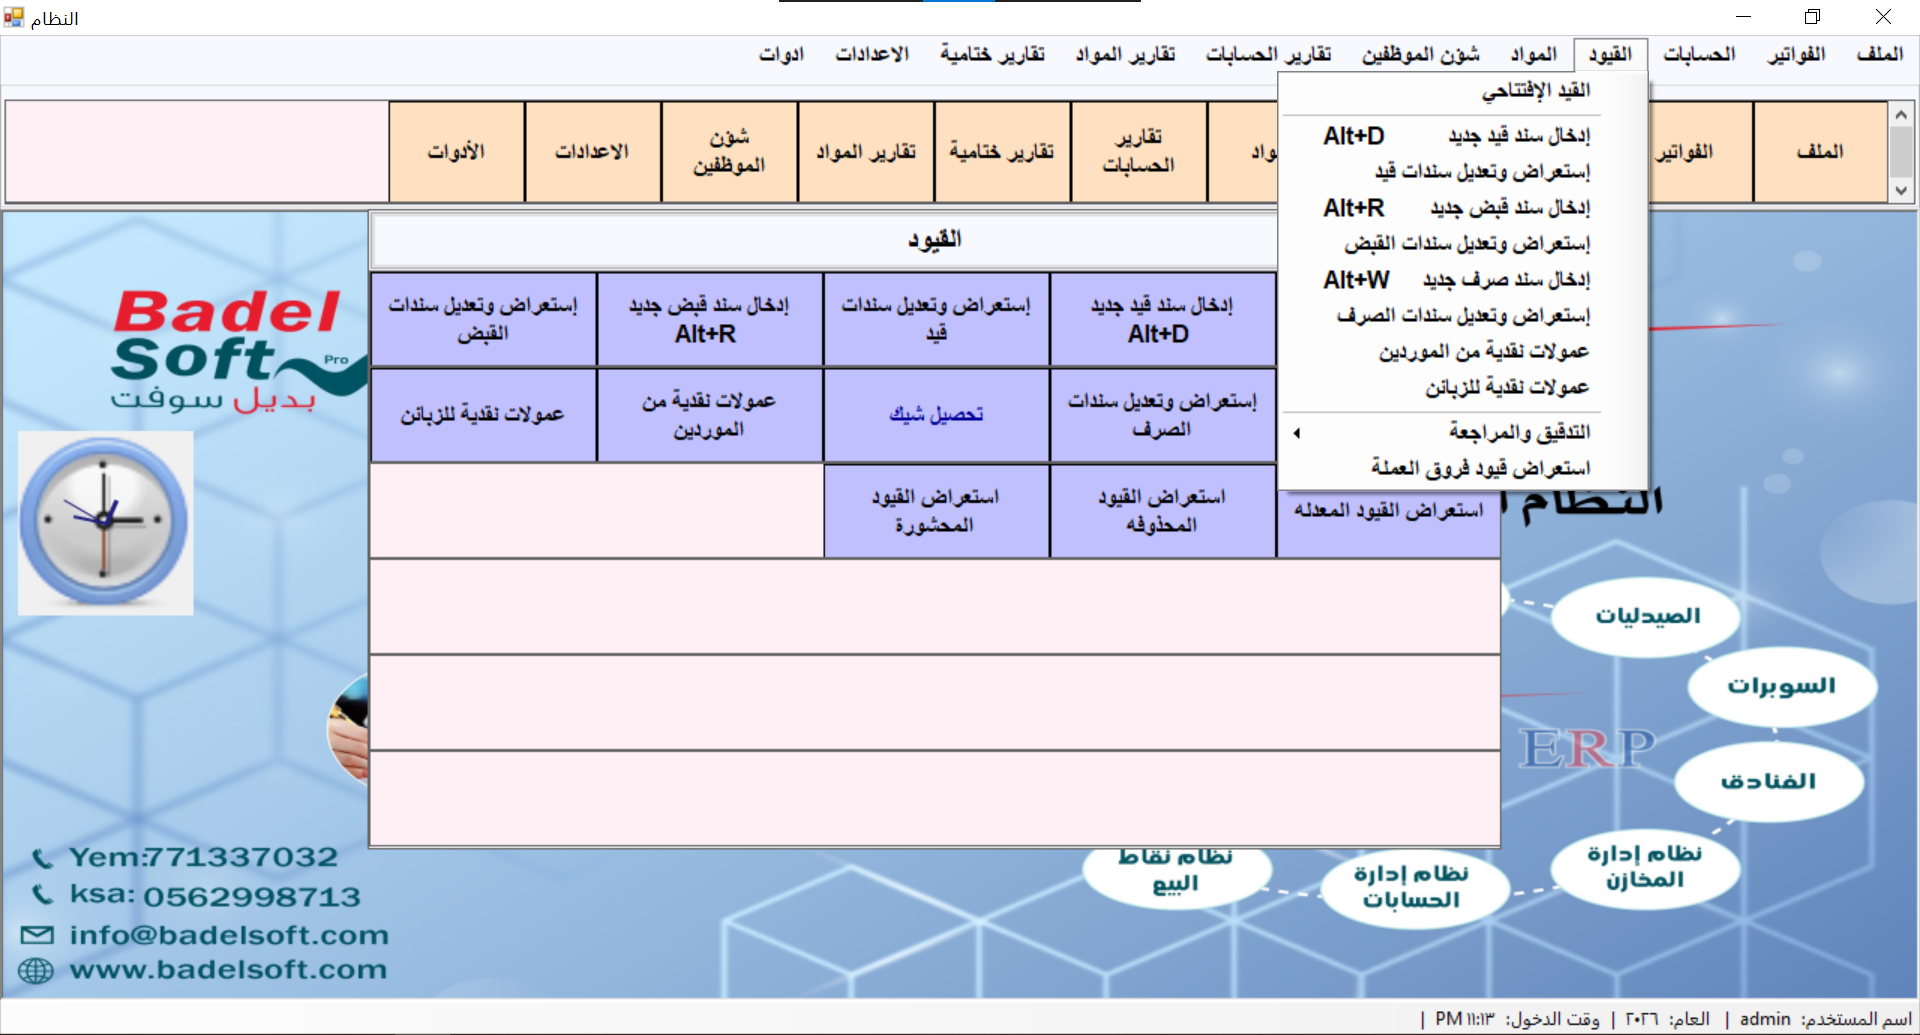 النظام
الملف الفواتير الحسابات القيود المواد شؤن الموظفين تقارير الحسابات تقارير المواد تقارير ختامية الاعدادات ادوات
القيد الإفتتاحي
إدخال سند قيد جديد Alt+D
إستعراض وتعديل سندات قيد
إدخال سند قبض جديد Alt+R
إستعراض وتعديل سندات القبض
إدخال سند صرف جديد Alt+W
إستعراض وتعديل سندات الصرف
عمولات نقدية من الموردين
عمولات نقدية للزبائن
التدقيق والمراجعة
استعراض قيود فروق العملة
الملف
الفواتير
تقارير
الحسابات
تقارير ختامية
تقارير المواد
شؤن
الموظفين
الاعدادات
الأدوات
القيود
إدخال سند قيد جديد
Alt+D
إستعراض وتعديل سندات
قيد
إدخال سند قبض جديد
Alt+R
إستعراض وتعديل سندات
القبض
إستعراض وتعديل سندات
الصرف
تحصيل شيك
عمولات نقدية من
الموردين
عمولات نقدية للزبائن
استعراض القيود المعدله
استعراض القيود
المحذوفه
استعراض القيود
المحشورة
Badel
Soft Pro
بديل سوفت
النظام
الصيدليات
السوبرات
ERP
الفنادق
نظام إدارة
المخازن
نظام إدارة
الحسابات
نظام نقاط
البيع
Yem:771337032
ksa: 0562998713
info@badelsoft.com
www.badelsoft.com
اسم المستخدم: admin | العام: ٢٠٢٦ | وقت الدخول: ١١:١٣ PM |